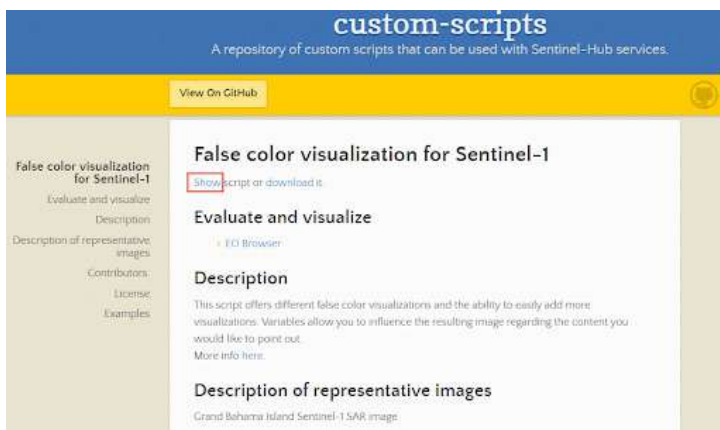 custom-scripts
A repository of custom scripts that can be used with Sentinel-Hub services.
View On GitHub
False color visualization
for Sentinel-1
Evaluate and visualize
Description
Description of representative
images
Contributors
License
Examples
False color visualization for Sentinel-1
Show script or download it.
Evaluate and visualize
EO Browser
Description
This script offers different false color visualizations and the ability to easily add more
visualizations. Variables allow you to influence the resulting image regarding the content you
would like to point out.
More info here.
Description of representative images
Grand Bahama Island Sentinel-1 SAR image.